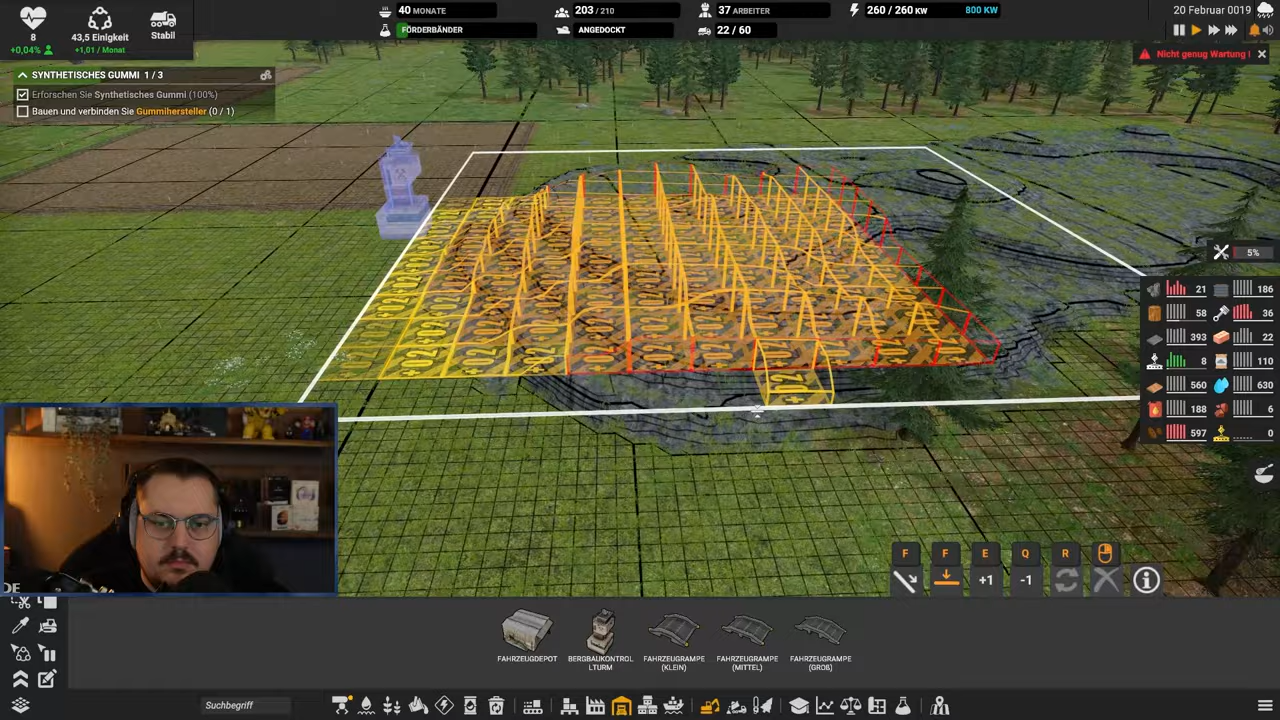 40 MONATE
203 / 210
37 ARBEITER
260 / 260 KW
800 KW
20 Februar 0019
8
43,5 Einigkeit
Stabil
+0,04%
+1,01 / Monat
FÖRDERBÄNDER
ANGEDOCKT
22 / 60
Nicht genug Wartung !
SYNTHETISCHES GUMMI 1 / 3
Erforschen Sie Synthetisches Gummi (100%)
Bauen und verbinden Sie Gummihersteller (0 / 1)
5%
21
186
58
36
393
22
8
110
560
630
188
6
597
0
F
F
E
Q
R
+1
-1
FAHRZEUGDEPOT
BERGBAUKONTROL
LTURM
FAHRZEUGRAMPE
(KLEIN)
FAHRZEUGRAMPE
(MITTEL)
FAHRZEUGRAMPE
(GROß)
Suchbegriff